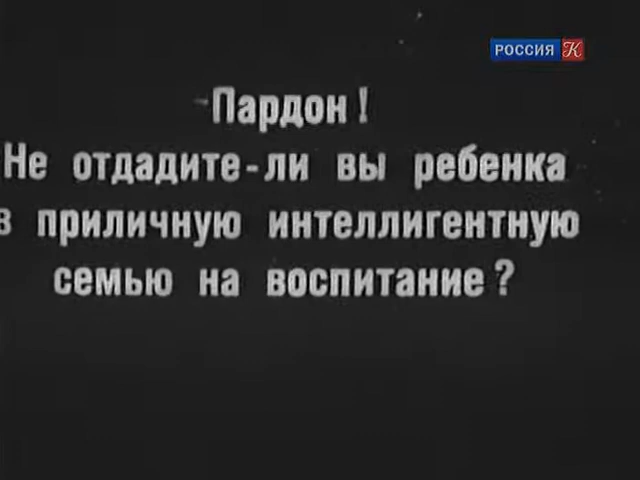 РОССИЯ К
-Пардон!
Не отдадите-ли вы ребенка
в приличную интеллигентную
семью на воспитание?